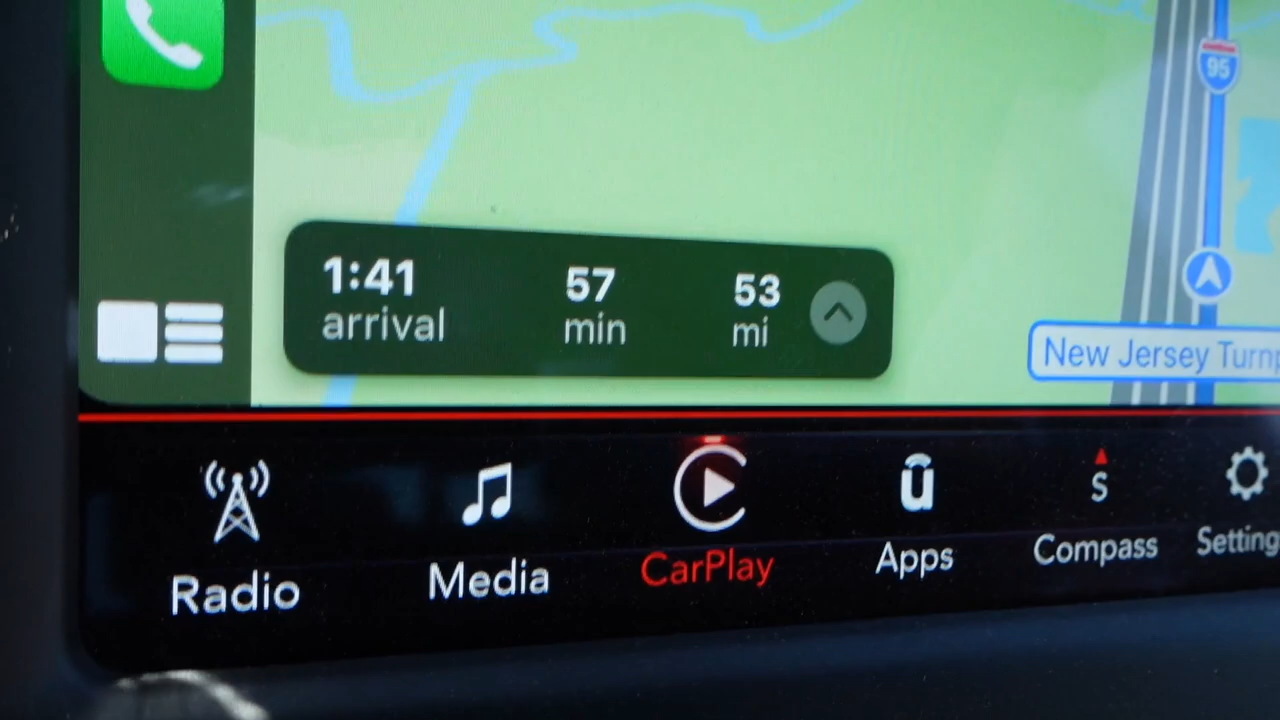 95
1:41 57 53
arrival min mi
New Jersey Turnp
S
Radio Media CarPlay Apps Compass Setting